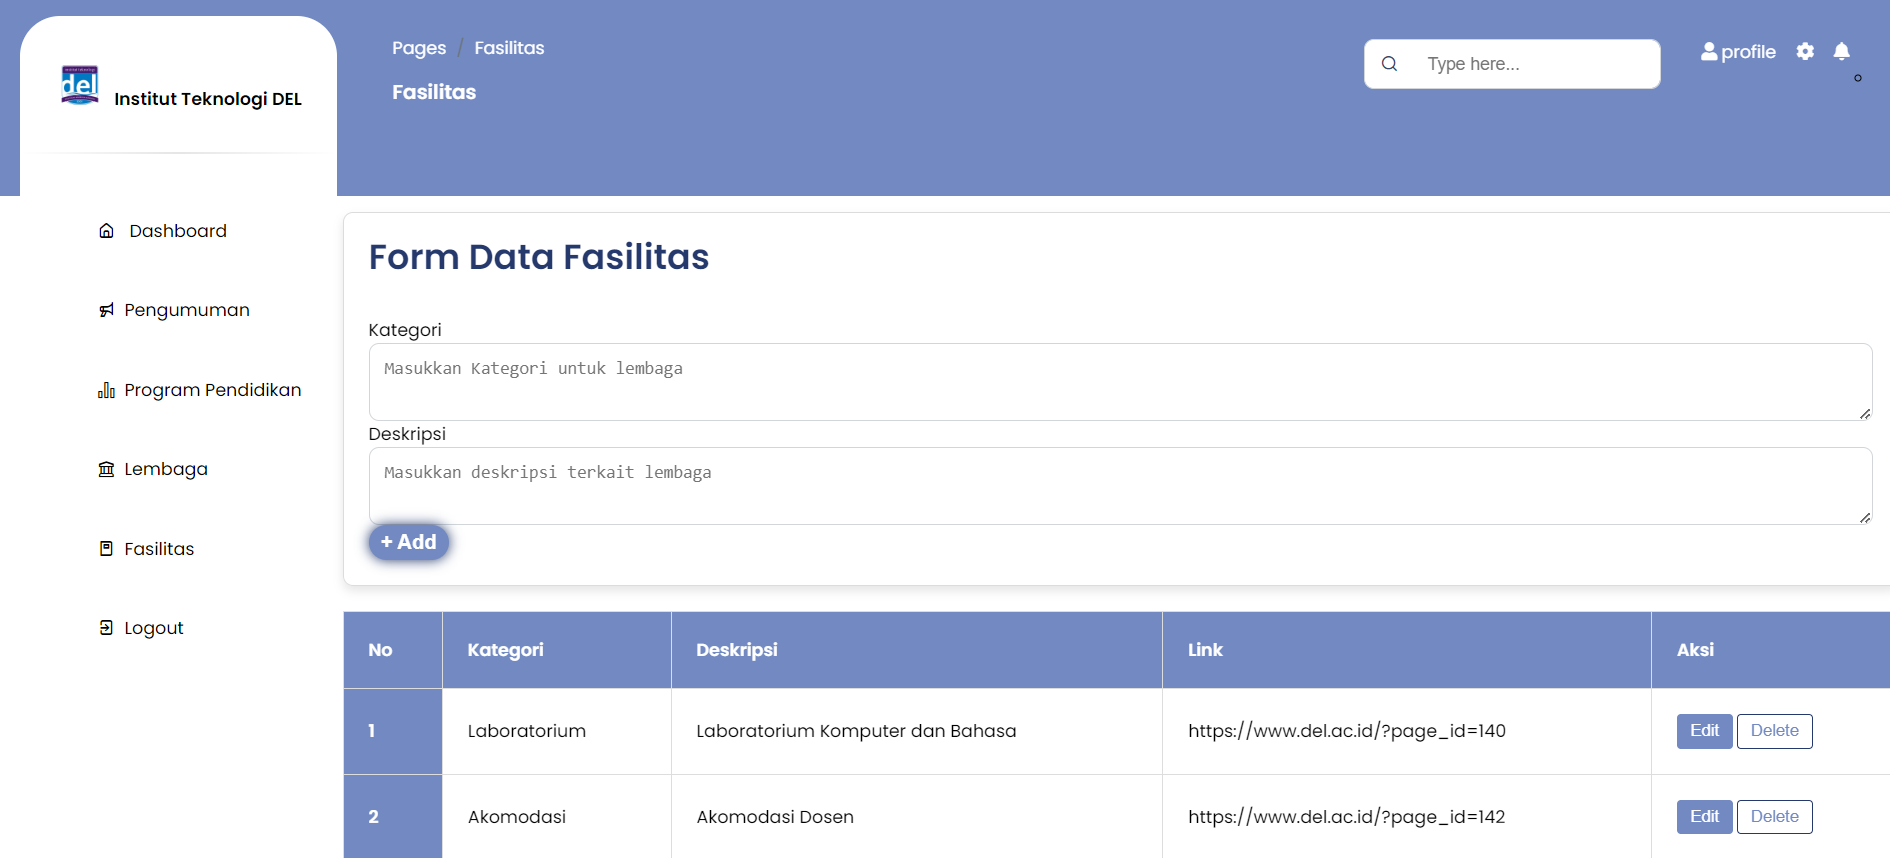 Pages / Fasilitas
Fasilitas
Type here...
profile
del
Institut Teknologi DEL
Dashboard
Pengumuman
Program Pendidikan
Lembaga
Fasilitas
Logout
Form Data Fasilitas
Kategori
Masukkan Kategori untuk lembaga
Deskripsi
Masukkan deskripsi terkait lembaga
+ Add
No Kategori Deskripsi Link Aksi
1 Laboratorium Laboratorium Komputer dan Bahasa https://www.del.ac.id/?page_id=140 Edit Delete
2 Akomodasi Akomodasi Dosen https://www.del.ac.id/?page_id=142 Edit Delete